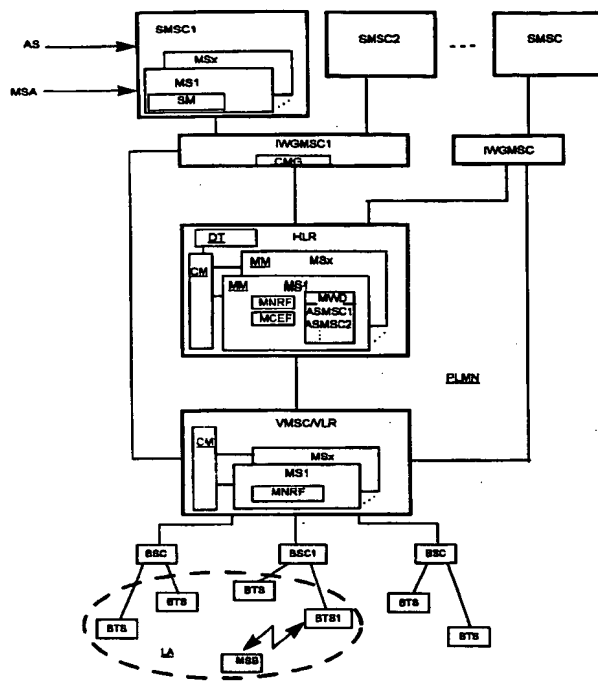 SMSC1
SMSC2
SMSC
AS
MSx
MS1
MSA
SM
IWGMSC1
CMG
IWGMSC
DT
HLR
CM
MM
MSx
MM
MS1
MNRF
MCEF
MWD
ASMSC1
ASMSC2
PLMN
VMSC/VLR
CM
MSx
MS1
MNRF
BSC
BSC1
BSC
BTS
BTS
BTS
BTS1
BTS
BTS
LA
MSB